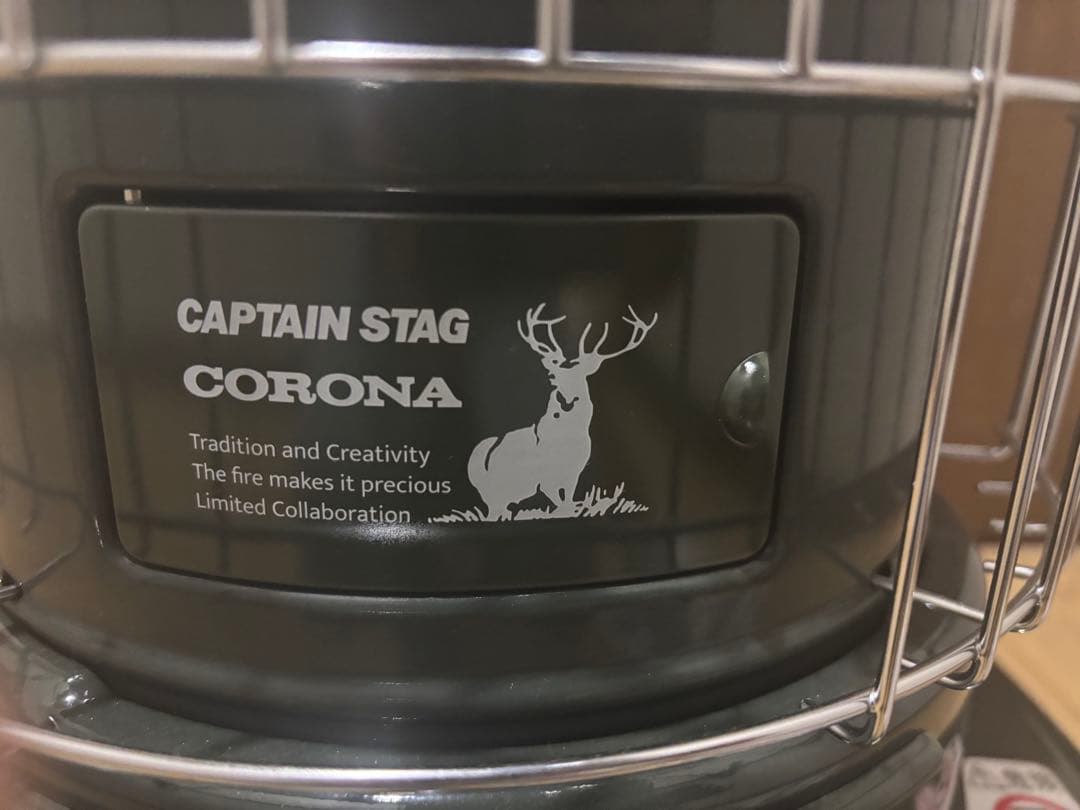 CAPTAIN STAG
CORONA
Tradition and Creativity
The fire makes it precious
Limited Collaboration